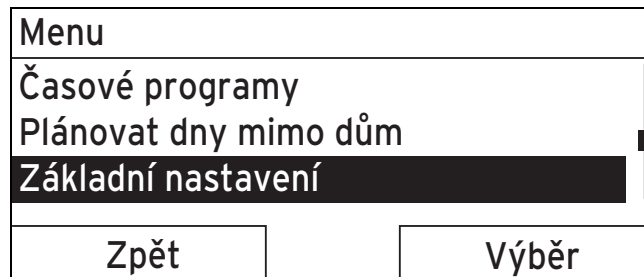 Menu
Časové programy
Plánovat dny mimo dům
Základní nastavení
Zpět
Výběr